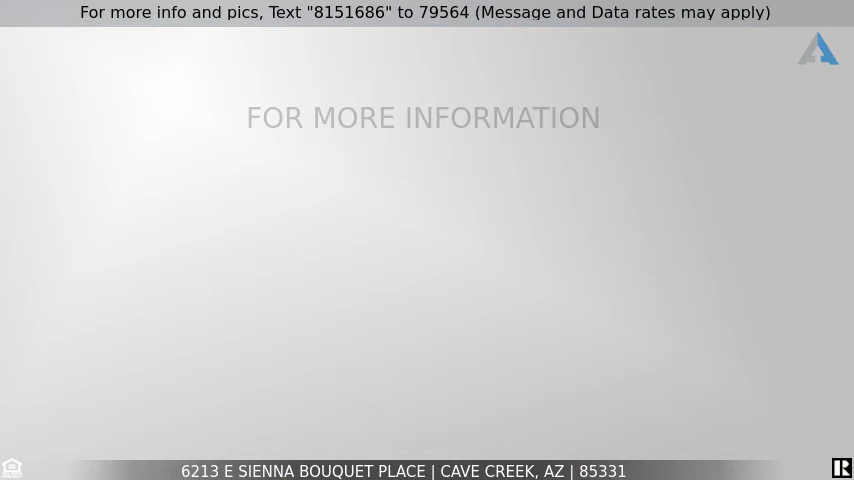 For more info and pics, Text "8151686" to 79564 (Message and Data rates may apply)
FOR MORE INFORMATION
6213 E SIENNA BOUQUET PLACE | CAVE CREEK, AZ | 85331